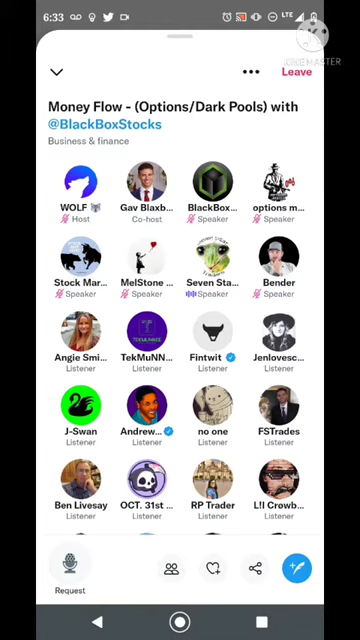 6:33
LTE
KINEMASTER
Leave
Money Flow - (Options/Dark Pools) with
@BlackBoxStocks
Business & finance
WOLF Gav Blaxb... BlackBox... options m...
Host Co-host Speaker Speaker
Stock Mar... MelStone ... Seven Sta... Bender
Speaker Speaker Speaker Speaker
Angie Smi... TekMuNN... Fintwit Jenlovesc...
Listener Listener Listener Listener
J-Swan Andrew... no one FSTrades
Listener Listener Listener Listener
Ben Livesay OCT. 31st ... RP Trader L!l Crowb...
Listener Listener Listener Listener
Request